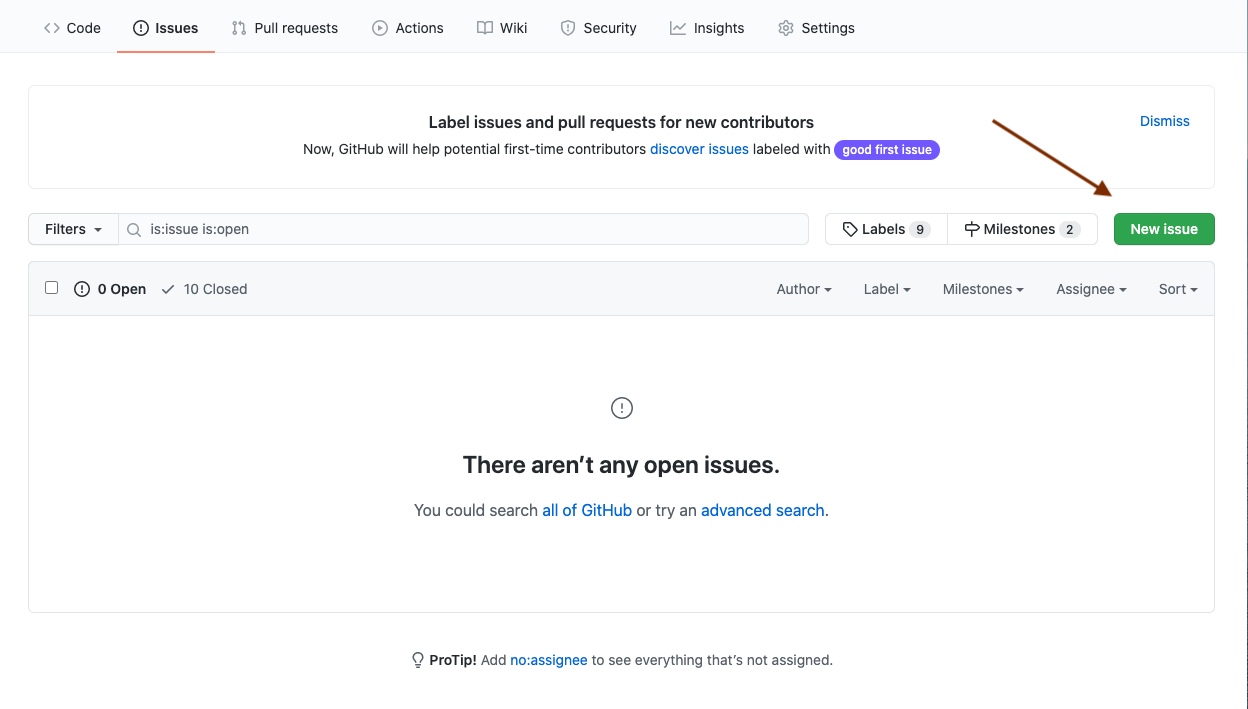 Code Issues Pull requests Actions Wiki Security Insights Settings
Label issues and pull requests for new contributors
Dismiss
Now, GitHub will help potential first-time contributors discover issues labeled with good first issue
Filters is:issue is:open Labels 9 Milestones 2 New issue
0 Open 10 Closed Author Label Milestones Assignee Sort
There aren’t any open issues.
You could search all of GitHub or try an advanced search.
ProTip! Add no:assignee to see everything that’s not assigned.